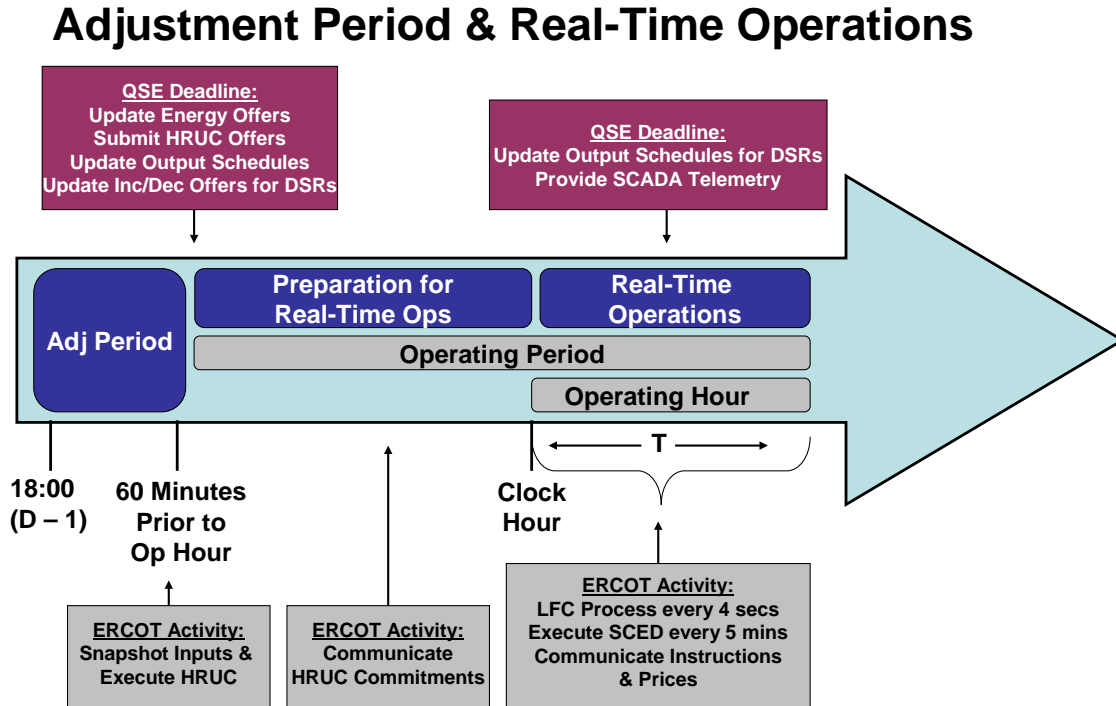 Adjustment Period & Real-Time Operations
QSE Deadline:
Update Energy Offers
Submit HRUC Offers
Update Output Schedules
Update Inc/Dec Offers for DSRs
QSE Deadline:
Update Output Schedules for DSRs
Provide SCADA Telemetry
Adj Period
Preparation for
Real-Time Ops
Real-Time
Operations
Operating Period
Operating Hour
T
18:00
(D – 1)
60 Minutes
Prior to
Op Hour
Clock
Hour
ERCOT Activity:
Snapshot Inputs &
Execute HRUC
ERCOT Activity:
Communicate
HRUC Commitments
ERCOT Activity:
LFC Process every 4 secs
Execute SCED every 5 mins
Communicate Instructions
& Prices